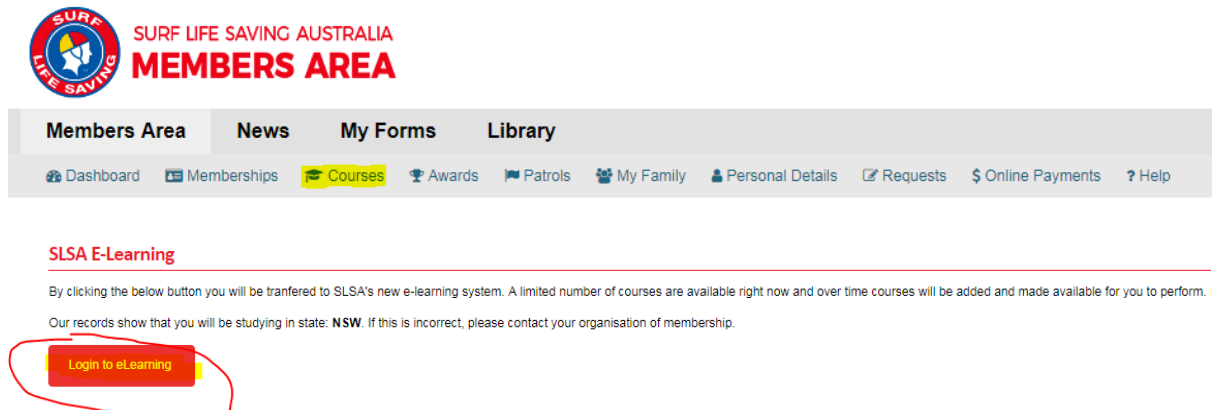 SURF
LIFE SAVING
SURF LIFE SAVING AUSTRALIA
MEMBERS AREA
Members Area News My Forms Library
Dashboard Memberships Courses Awards Patrols My Family Personal Details Requests $ Online Payments ? Help
SLSA E-Learning
By clicking the below button you will be tranfered to SLSA's new e-learning system. A limited number of courses are available right now and over time courses will be added and made available for you to perform.
Our records show that you will be studying in state: NSW. If this is incorrect, please contact your organisation of membership.
Login to eLearning